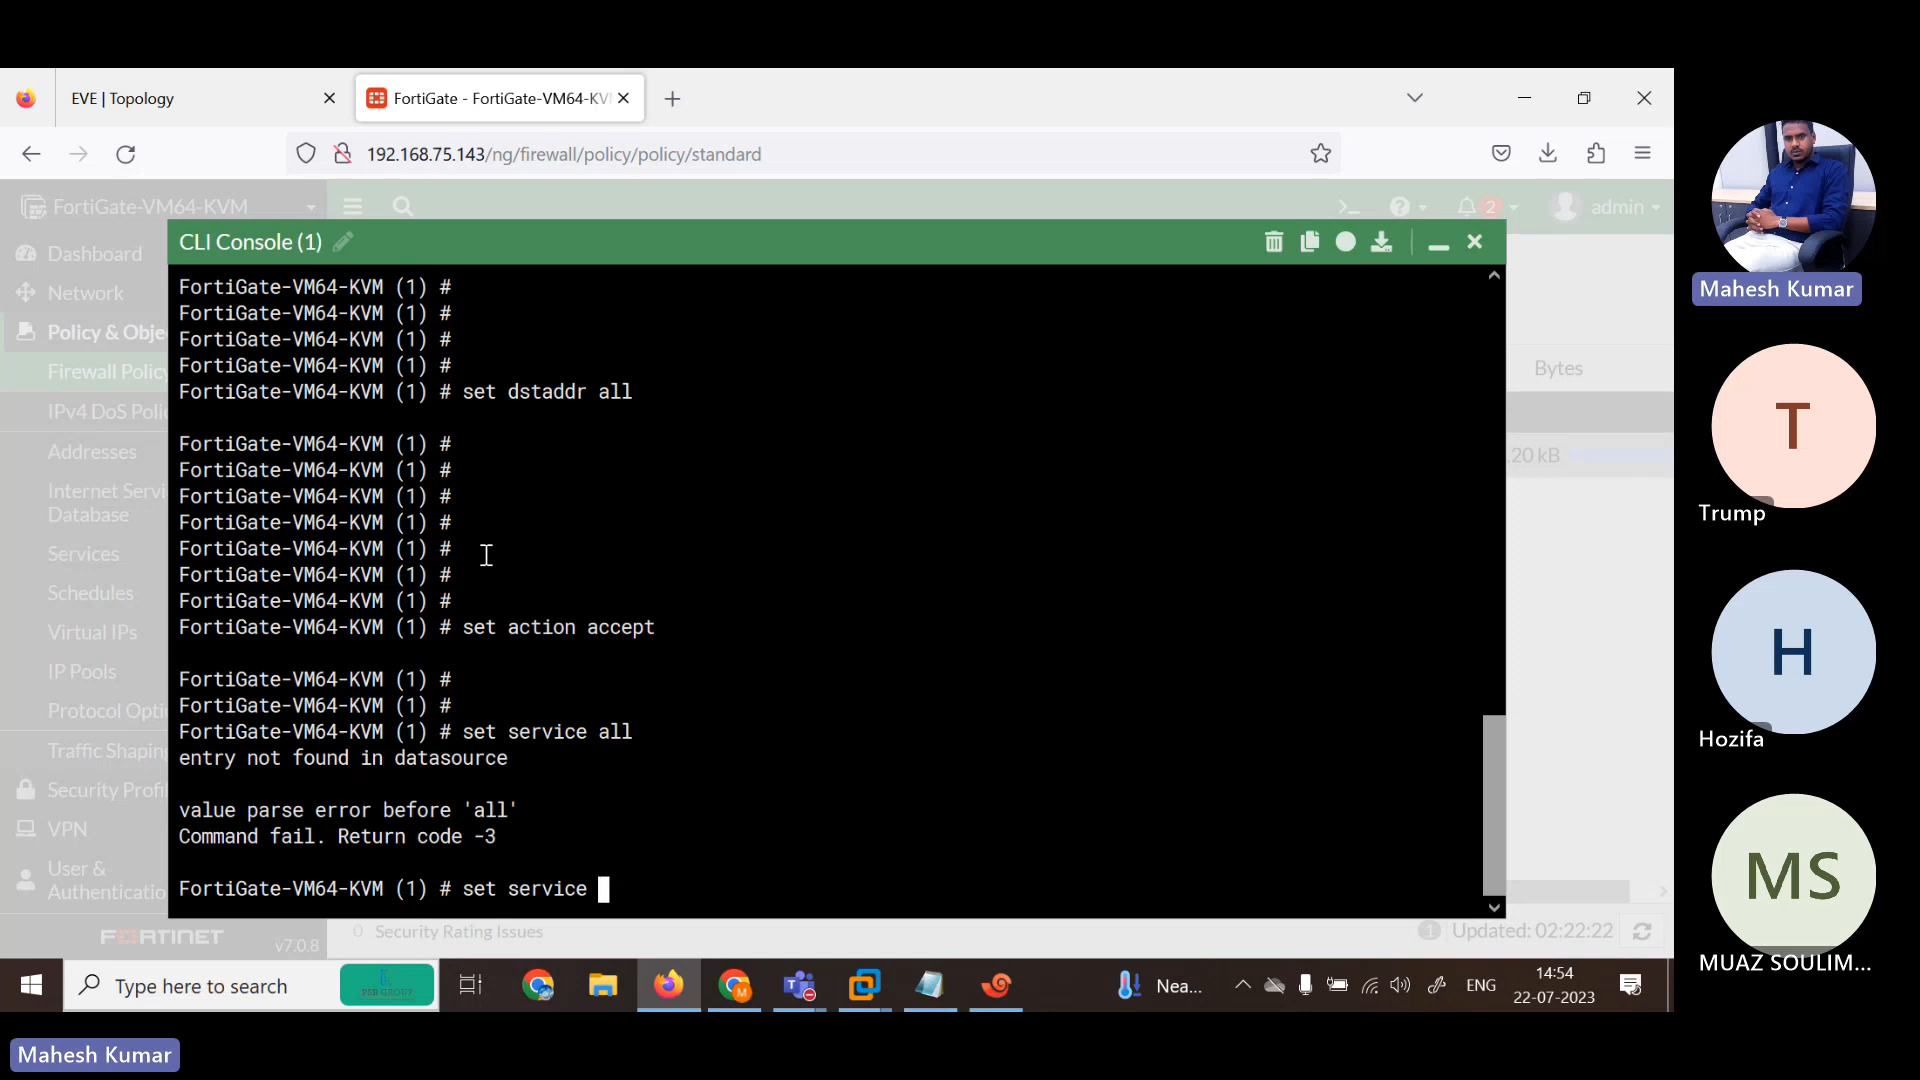 EVE | Topology
FortiGate - FortiGate-VM64-KV
192.168.75.143/ng/firewall/policy/policy/standard
FortiGate-VM64-KVM
2
admin
Dashboard
Network
Policy & Obje
Firewall Policy
IPv4 DoS Poli
Addresses
Internet Servi
Database
Services
Schedules
Virtual IPs
IP Pools
Protocol Opti
Traffic Shaping
Security Profil
VPN
User &
Authenticatio
FORTINET
v7.0.8
CLI Console (1)
FortiGate-VM64-KVM (1) #
FortiGate-VM64-KVM (1) #
FortiGate-VM64-KVM (1) #
FortiGate-VM64-KVM (1) #
FortiGate-VM64-KVM (1) # set dstaddr all
FortiGate-VM64-KVM (1) #
FortiGate-VM64-KVM (1) #
FortiGate-VM64-KVM (1) #
FortiGate-VM64-KVM (1) #
FortiGate-VM64-KVM (1) #
FortiGate-VM64-KVM (1) #
FortiGate-VM64-KVM (1) #
FortiGate-VM64-KVM (1) # set action accept
FortiGate-VM64-KVM (1) #
FortiGate-VM64-KVM (1) #
FortiGate-VM64-KVM (1) # set service all
entry not found in datasource
value parse error before 'all'
Command fail. Return code -3
FortiGate-VM64-KVM (1) # set service
Bytes
.20 kB
0 Security Rating Issues
1 Updated: 02:22:22
Type here to search
PSR GROUP
Nea...
ENG
14:54
22-07-2023
Mahesh Kumar
T
Trump
H
Hozifa
MS
MUAZ SOULIM...
Mahesh Kumar